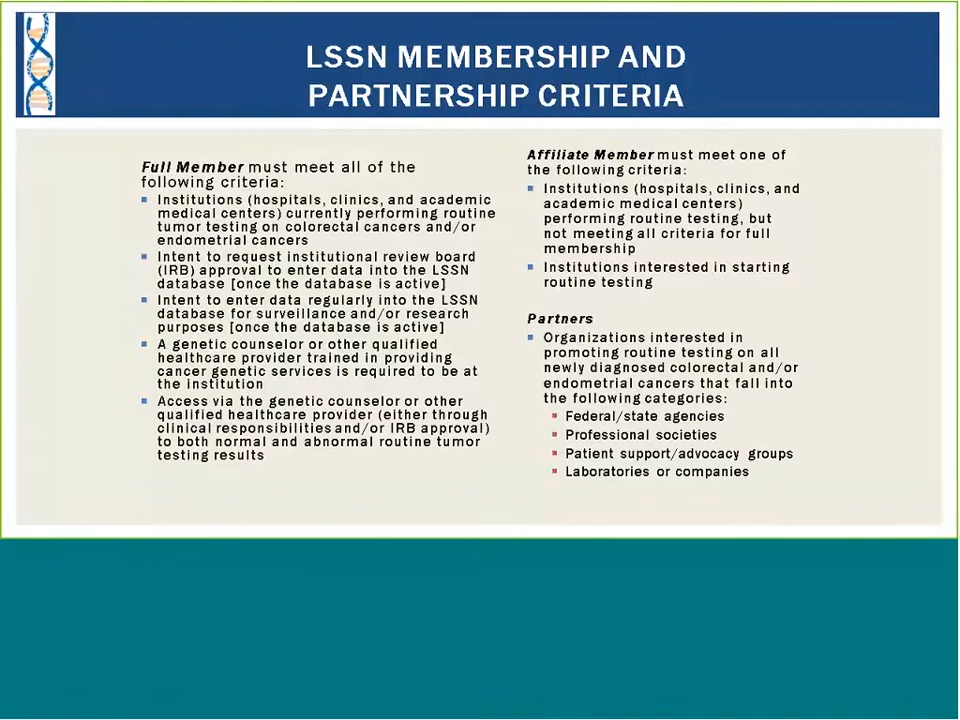 LSSN MEMBERSHIP AND
PARTNERSHIP CRITERIA
Full Member must meet all of the
following criteria:
Institutions (hospitals, clinics, and academic
medical centers) currently performing routine
tumor testing on colorectal cancers and/or
endometrial cancers
Intent to request institutional review board
(IRB) approval to enter data into the LSSN
database [once the database is active]
Intent to enter data regularly into the LSSN
database for surveillance and/or research
purposes [once the database is active]
A genetic counselor or other qualified
healthcare provider trained in providing
cancer genetic services is required to be at
the institution
Access via the genetic counselor or other
qualified healthcare provider (either through
clinical responsibilities and/or IRB approval)
to both normal and abnormal routine tumor
testing results
Affiliate Member must meet one of
the following criteria:
Institutions (hospitals, clinics, and
academic medical centers)
performing routine testing, but
not meeting all criteria for full
membership
Institutions interested in starting
routine testing
Partners
Organizations interested in
promoting routine testing on all
newly diagnosed colorectal and/or
endometrial cancers that fall into
the following categories:
Federal/state agencies
Professional societies
Patient support/advocacy groups
Laboratories or companies